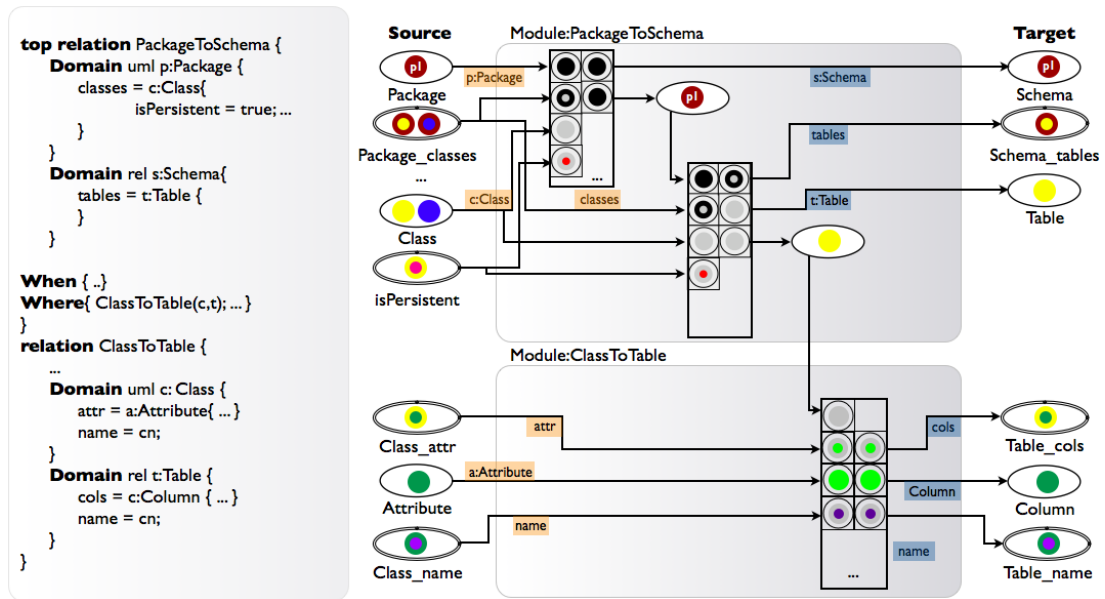 top relation PackageToSchema {
Domain uml p:Package {
classes = c:Class{
isPersistent = true; ...
}
}
Domain rel s:Schema{
tables = t:Table {
}
}
When { ..}
Where{ ClassToTable(c,t); ... }
}
relation ClassToTable {
...
Domain uml c: Class {
attr = a:Attribute{ ... }
name = cn;
}
Domain rel t:Table {
cols = c:Column { ... }
name = cn;
}
}
Source
Module:PackageToSchema
Target
p1
p:Package
s:Schema
p1
Package
p1
Schema
Package_classes
tables
Schema_tables
...
...
c:Class
classes
t:Table
Class
Table
isPersistent
Module:ClassToTable
attr
cols
Class_attr
Table_cols
a:Attribute
Column
Attribute
Column
name
name
Class_name
...
Table_name